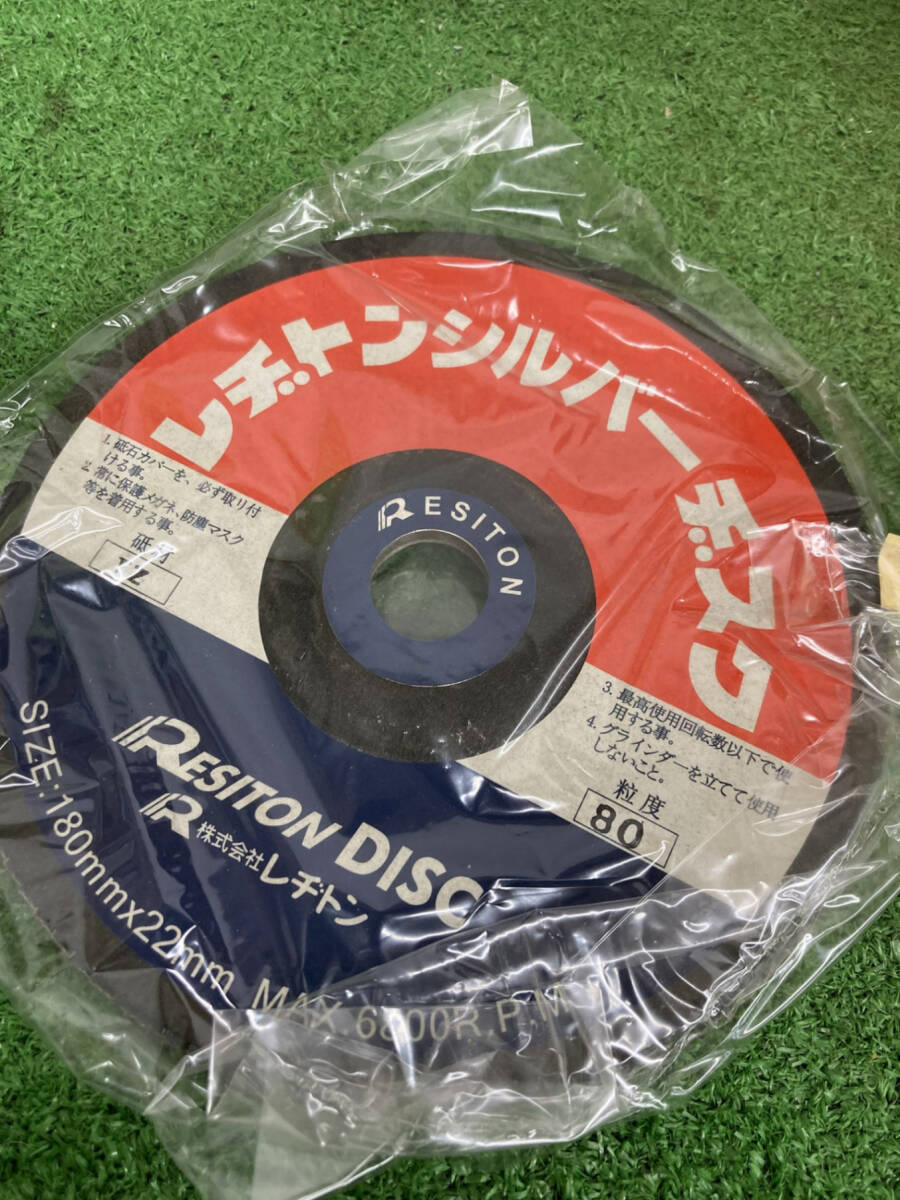 レヂトンシルバーディスク
1. 砥石カバーを、必ず取り付
ける事。
2. 常に保護メガネ、防塵マスク
等を着用する事。
砥材
RESITON
3. 最高使用回転数以下で使
用する事。
4. グラインダーを立てて使用
しないこと。
粒度
80
RESITON DISC
株式会社レヂトン
SIZE:180mmx22mm MAX.6800R.P.M.